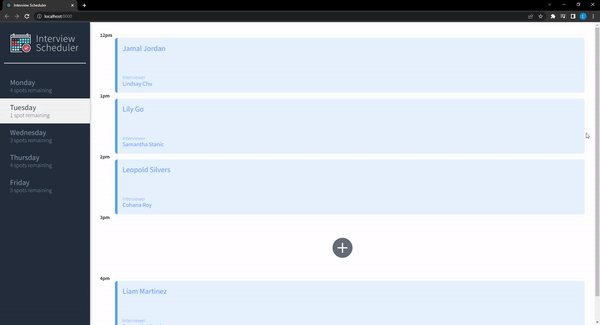 Interview Scheduler
localhost:8000
Interview
Scheduler
Monday
4 spots remaining
Tuesday
1 spot remaining
Wednesday
3 spots remaining
Thursday
4 spots remaining
Friday
3 spots remaining
12pm
Jamal Jordan
Interviewer
Lindsay Chu
1pm
Lily Go
Interviewer
Samantha Stanic
2pm
Leopold Silvers
Interviewer
Cohana Roy
3pm
4pm
Liam Martinez